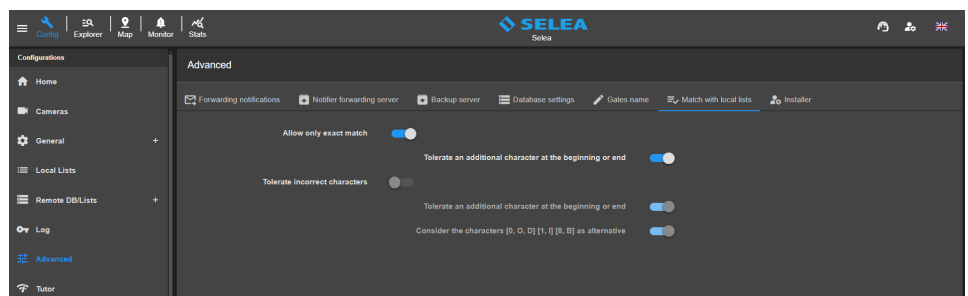 Config
Explorer
Map
Monitor
Stats
SELEA
Selea
Configurations
Home
Cameras
General +
Local Lists
Remote DB/Lists +
Log
Advanced
Tutor
Advanced
Forwarding notifications
Notifier forwarding server
Backup server
Database settings
Gates name
Match with local lists
Installer
Allow only exact match
Tolerate an additional character at the beginning or end
Tolerate incorrect characters
Tolerate an additional character at the beginning or end
Consider the characters [0, O, D] [1, I] [8, B] as alternative